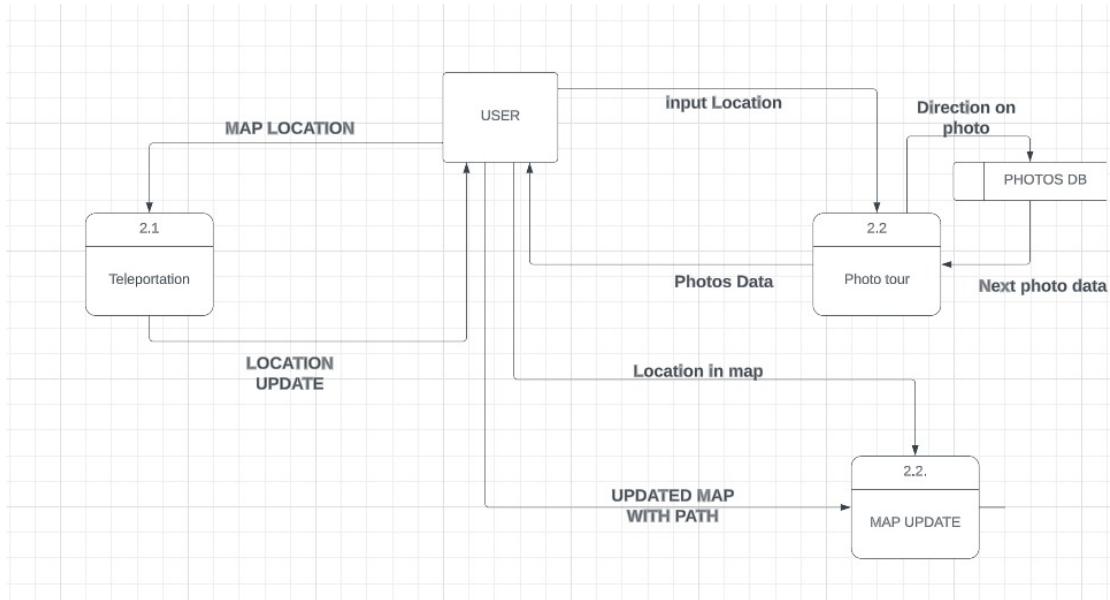 USER
input Location
Direction on
photo
MAP LOCATION
PHOTOS DB
2.1
Teleportation
2.2
Photo tour
Photos Data
Next photo data
LOCATION
UPDATE
Location in map
2.2.
MAP UPDATE
UPDATED MAP
WITH PATH